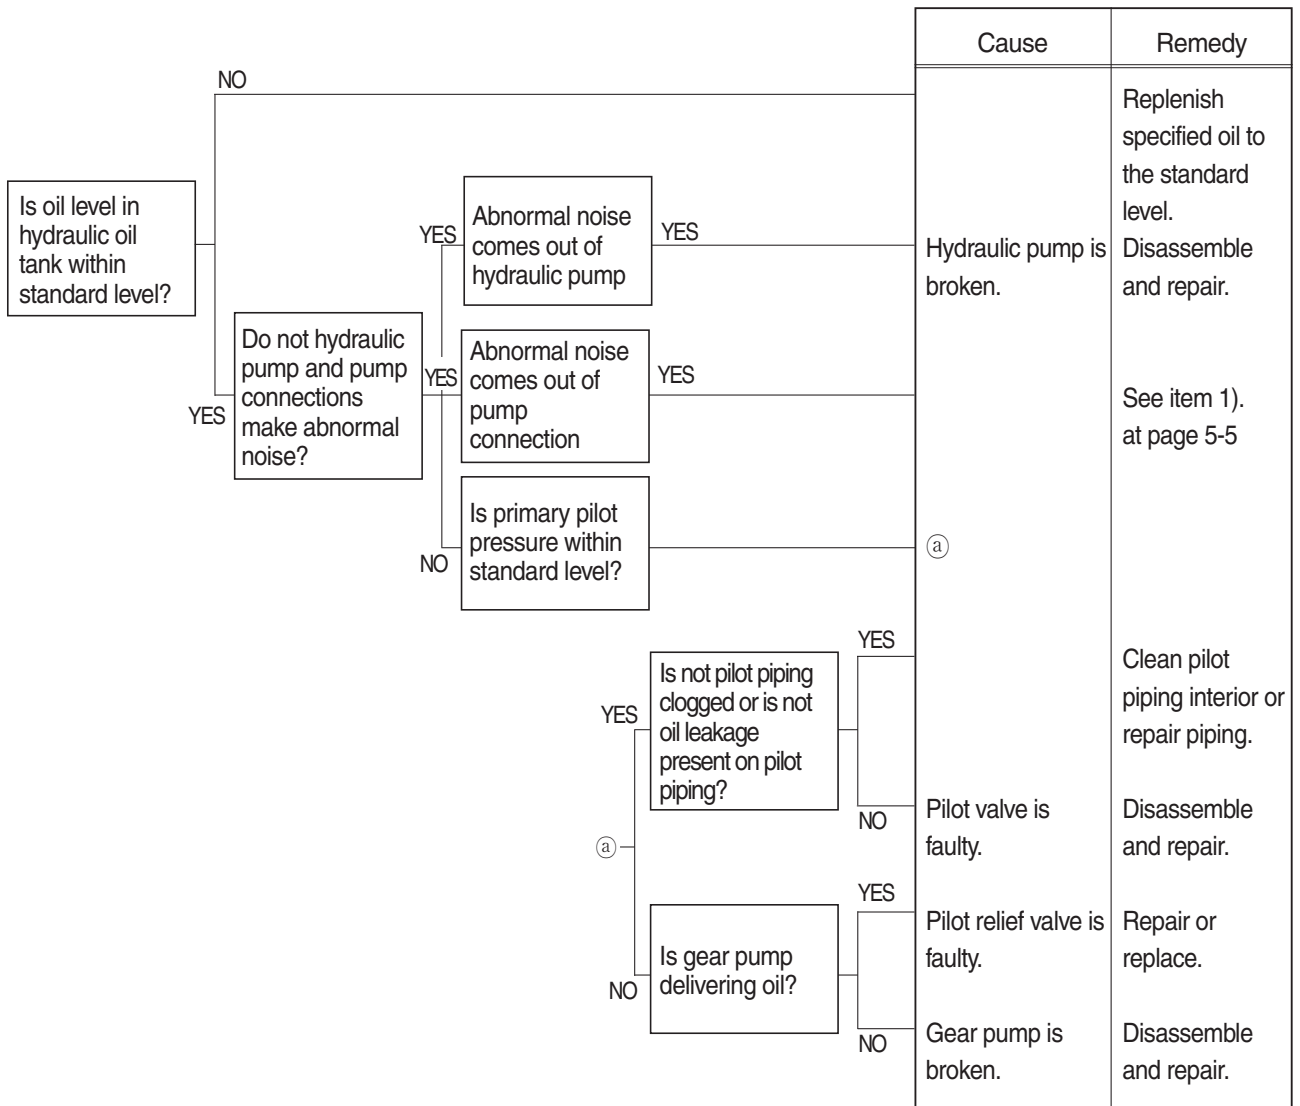 Cause
Remedy
NO
Replenish
specified oil to
the standard
level.
Is oil level in
hydraulic oil
tank within
standard level?
YES
Abnormal noise
comes out of
hydraulic pump
YES
Hydraulic pump is
broken.
Disassemble
and repair.
YES
Do not hydraulic
pump and pump
connections
make abnormal
noise?
YES
Abnormal noise
comes out of
pump
connection
YES
See item 1).
at page 5-5
NO
Is primary pilot
pressure within
standard level?
ⓐ
ⓐ
YES
Is not pilot piping
clogged or is not
oil leakage
present on pilot
piping?
YES
Clean pilot
piping interior or
repair piping.
NO
Pilot valve is
faulty.
Disassemble
and repair.
NO
Is gear pump
delivering oil?
YES
Pilot relief valve is
faulty.
Repair or
replace.
NO
Gear pump is
broken.
Disassemble
and repair.